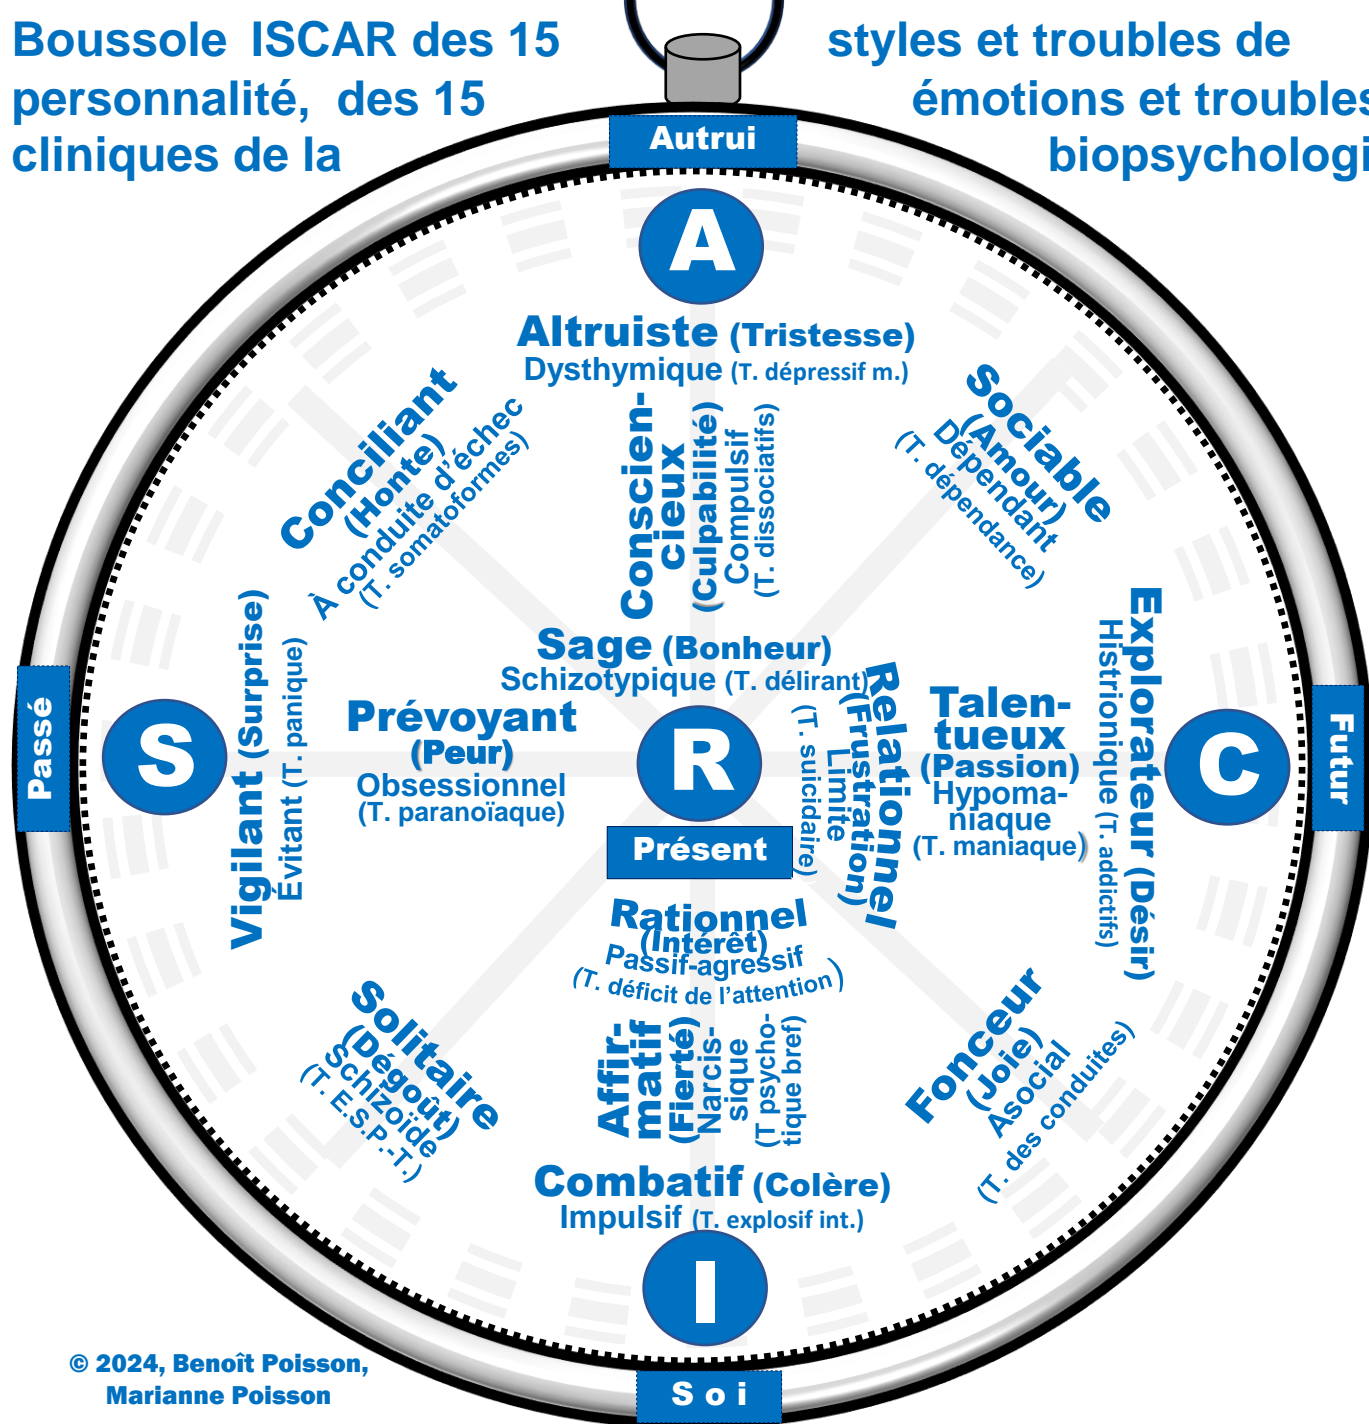 Boussole ISCAR des 15 styles et troubles de
personnalité, des 15 émotions et troubles
cliniques de la biopsychologi
Autrui
A
Altruiste (Tristesse)
Dysthymique (T. dépressif m.)
Conciliant
(Honte)
À conduite d'échec
(T. somatoformes)
Conscien-
cieux
(Culpabilité)
Compulsif
(T. dissociatifs)
Sociable
(Amour)
Dépendant
(T. dépendance)
Sage (Bonheur)
Schizotypique (T. délirant)
Passé
S
Vigilant (Surprise)
Évitant (T. panique)
Prévoyant
(Peur)
Obsessionnel
(T. paranoïaque)
R
Présent
Relationnel
(Frustration)
Limite
(T. suicidaire)
Talen-
tueux
(Passion)
Hypoma-
niaque
(T. maniaque)
Explorateur (Désir)
Histrionique (T. addictifs)
C
Futur
Rationnel
(Intérêt)
Passif-agressif
(T. déficit de l'attention)
Solitaire
(Dégoût)
Schizoïde
(T. E.S.P.-T.)
Affir-
matif
(Fierté)
Narcis-
sique
(T psycho-
tique bref)
Fonceur
(Joie)
Asocial
(T. des conduites)
Combatif (Colère)
Impulsif (T. explosif int.)
I
Soi
© 2024, Benoît Poisson,
Marianne Poisson